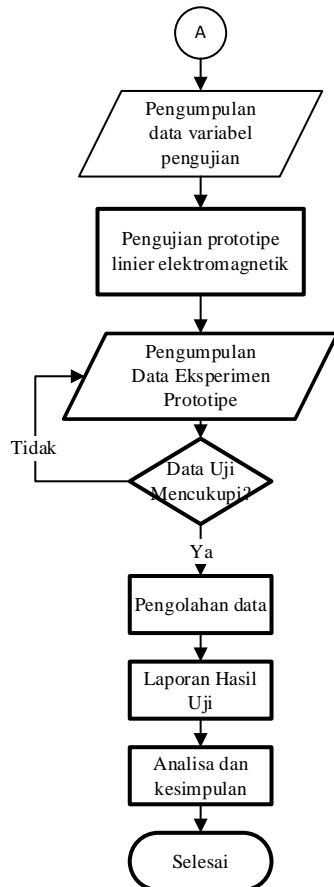 A
Pengumpulan
data variabel
pengujian
Pengujian prototipe
linier elektromagnetik
Pengumpulan
Data Eksperimen
Prototipe
Tidak
Data Uji
Mencukupi?
Ya
Pengolahan data
Laporan Hasil
Uji
Analisa dan
kesimpulan
Selesai